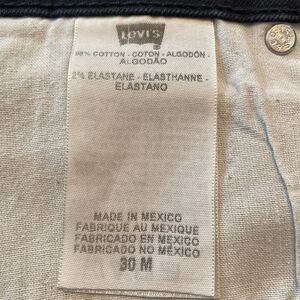 Levi's
98% COTTON - COTON - ALGODÓN -
ALGODÃO
2% ELASTANE - ELASTHANNE -
ELASTANO
MADE IN MEXICO
FABRIQUE AU MEXIQUE
FABRICADO EN MÉXICO
FABRICADO NO MÉXICO
30 M